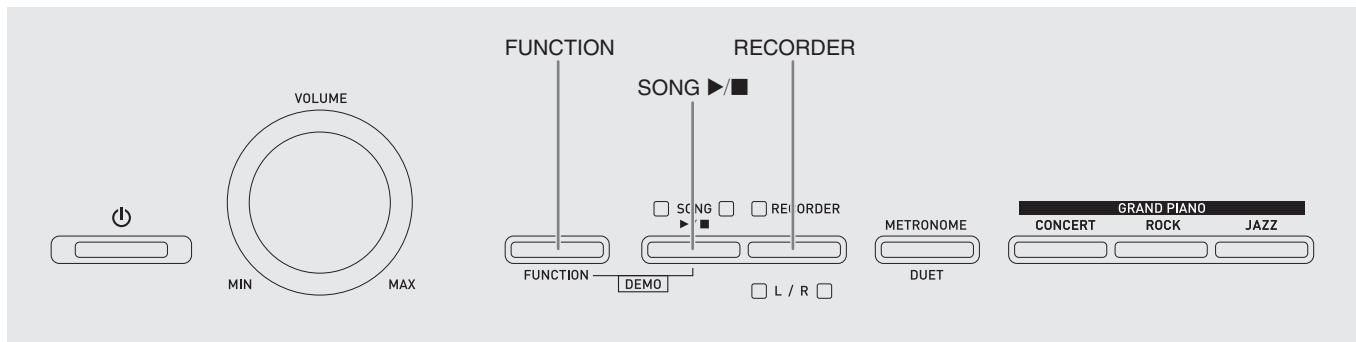 FUNCTION
RECORDER
SONG ▶/■
VOLUME
MIN
MAX
SONG
▶/■
RECORDER
FUNCTION
DEMO
L / R
METRONOME
DUET
GRAND PIANO
CONCERT
ROCK
JAZZ